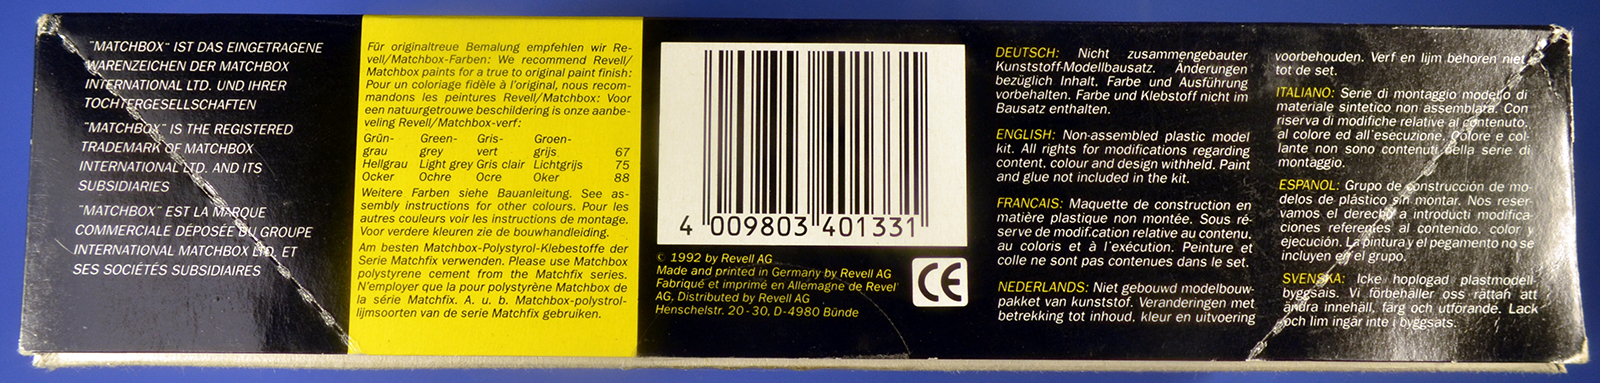 "MATCHBOX" IST DAS EINGETRAGENE
WARENZEICHEN DER MATCHBOX
INTERNATIONAL LTD. UND IHRER
TOCHTERGESELLSCHAFTEN
"MATCHBOX" IS THE REGISTERED
TRADEMARK OF MATCHBOX
INTERNATIONAL LTD. AND ITS
SUBSIDIARIES
"MATCHBOX" EST LA MARQUE
COMMERCIALE DÉPOSÉE DU GROUPE
INTERNATIONAL MATCHBOX LTD. ET
SES SOCIÉTÉS SUBSIDIAIRES
Für originaltreue Bemalung empfehlen wir Re-
vell/Matchbox-Farben: We recommend Revell/
Matchbox paints for a true to original paint finish:
Pour un coloriage fidèle à l'original, nous recom-
mandons les peintures Revell/Matchbox: Voor
een natuurgetrouwe beschildering is onze aanbe-
veling Revell/Matchbox-verf:
Grün- Green- Gris- Groen-
grau grey vert grijs 67
Hellgrau Light grey Gris clair Lichtgrijs 75
Ocker Ochre Ocre Oker 88
Weitere Farben siehe Bauanleitung. See as-
sembly instructions for other colours. Pour les
autres couleurs voir les instructions de montage.
Voor verdere kleuren zie de bouwhandleiding.
Am besten Matchbox-Polystyrol-Klebestoffe der
Serie Matchfix verwenden. Please use Matchbox
polystyrene cement from the Matchfix series.
N'employer que la pour polystyrène Matchbox de
la série Matchfix. A. u. b. Matchbox-polystrol-
lijmsoorten van de serie Matchfix gebruiken.
4 009803 401331
© 1992 by Revell AG
Made and printed in Germany by Revell AG
Fabriqué et imprimé en Allemagne de Revel
AG, Distributed by Revell AG
Henschelstr. 20-30, D-4980 Bünde
CE
DEUTSCH: Nicht zusammengebauter
Kunststoff-Modellbausatz. Änderungen
bezüglich Inhalt, Farbe und Ausführung
vorbehalten. Farbe und Klebstoff nicht im
Bausatz enthalten.
ENGLISH: Non-assembled plastic model
kit. All rights for modifications regarding
content, colour and design withheld. Paint
and glue not included in the kit.
FRANCAIS: Maquette de construction en
matière plastique non montée. Sous ré-
serve de modif.cation relative au contenu,
au coloris et à l'exécution. Peinture et
colle ne sont pas contenues dans le set.
NEDERLANDS: Niet gebouwd modelbouw-
pakket van kunststof. Veranderingen met
betrekking tot inhoud, kleur en uitvoering
voorbehouden. Verf en lijm behoren niet
tot de set.
ITALIANO: Serie di montaggio modello di
materiale sintetico non assemblata. Con
riserva di modifiche relative al contenuto,
al colore ed all'esecuzione. Colore e col-
lante non sono contenuti della serie di
montaggio.
ESPANOL: Grupo de construcción de mo-
delos de plástico sin montar. Nos reser-
vamos el derecho a introducti modifica-
ciones referentes al contenido, color y
ejecución. La pintura y el pegamento no se
incluyen en el grupo.
SVENSKA: Icke hoplogad plastmodell-
byggsais. Vi förbehåller oss rättah att
ändra innehåll, färg och utförande. Lack
och lim ingår inte i byggsats.